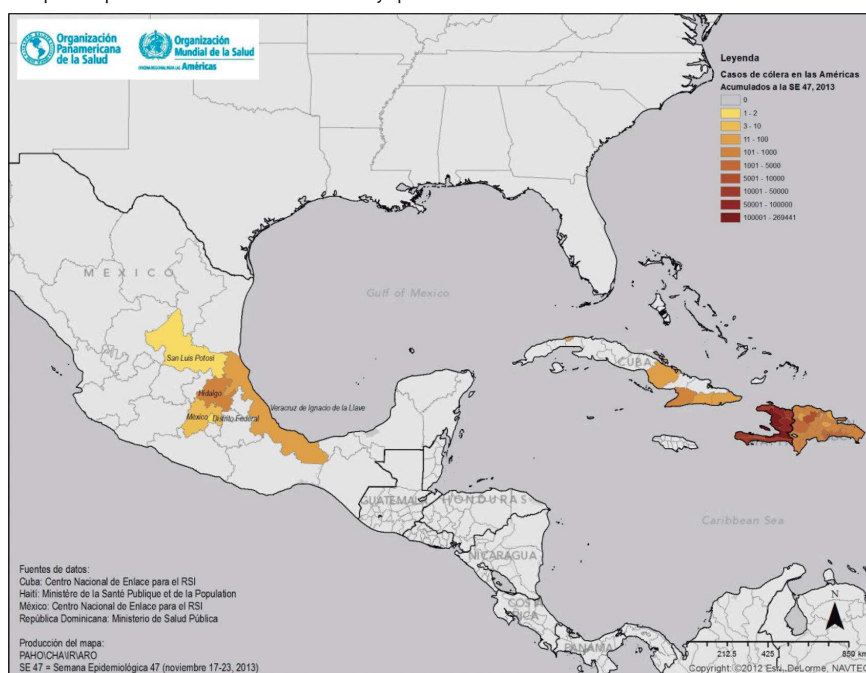 Organización
Panamericana
de la Salud
Organización
Mundial de la Salud
Américas
Leyenda
Casos de cólera en las Américas
Acumulados a la SE 47, 2013
0
1 - 2
3 - 10
11 - 100
101 - 1000
1001 - 5000
5001 - 10000
10001 - 50000
50001 - 100000
100001 - 269441
MEXICO
Gulf of Mexico
San Luis Potosí
CUBA
Hidalgo
Veracruz de Ignacio de la Llave
México
Distrito Federal
GUATEMALA
HONDURAS
Caribbean Sea
NICARAGUA
COSTA
RICA
PANAMA
N
212.5 425 850 km
Fuentes de datos:
Cuba: Centro Nacional de Enlace para el RSI
Haití: Ministére de la Santé Publique et de la Population
México: Centro Nacional de Enlace para el RSI
República Dominicana: Ministerio de Salud Pública
Producción del mapa:
PAHO\CHA\IR\ARO
SE 47 = Semana Epidemiológica 47 (noviembre 17-23, 2013)
Copyright: ©2012 Esri, DeLorme, NAVTEQ